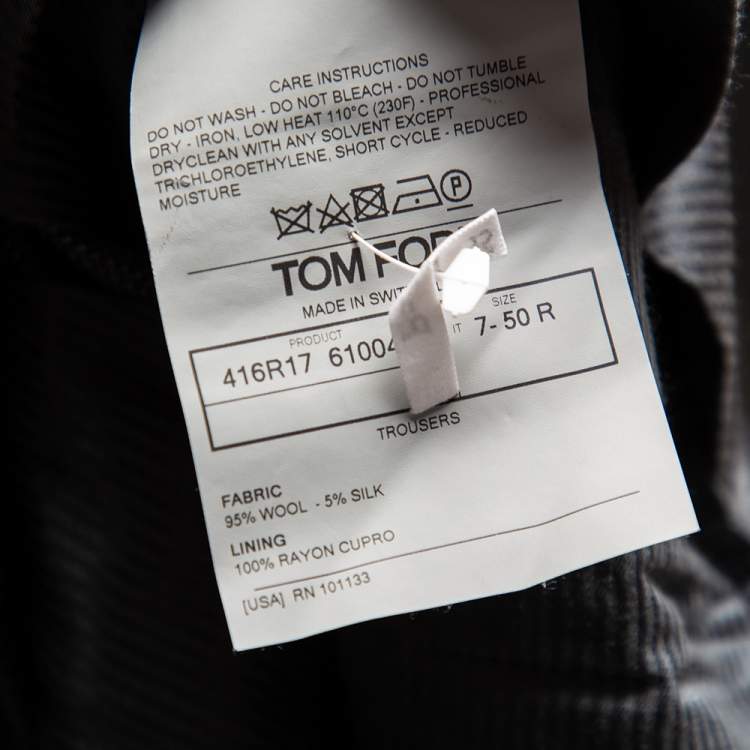 CARE INSTRUCTIONS
DO NOT WASH - DO NOT BLEACH - DO NOT TUMBLE
DRY - IRON, LOW HEAT 110°C (230F) - PROFESSIONAL
DRYCLEAN WITH ANY SOLVENT EXCEPT
TRICHLOROETHYLENE, SHORT CYCLE - REDUCED
MOISTURE
P
TOM
MADE IN
PRODUCT
SIZE
416R17 61004
IT 7- 50 R
TROUSERS
FABRIC
95% WOOL - 5% SILK
LINING
100% RAYON CUPRO
[USA] RN 101133